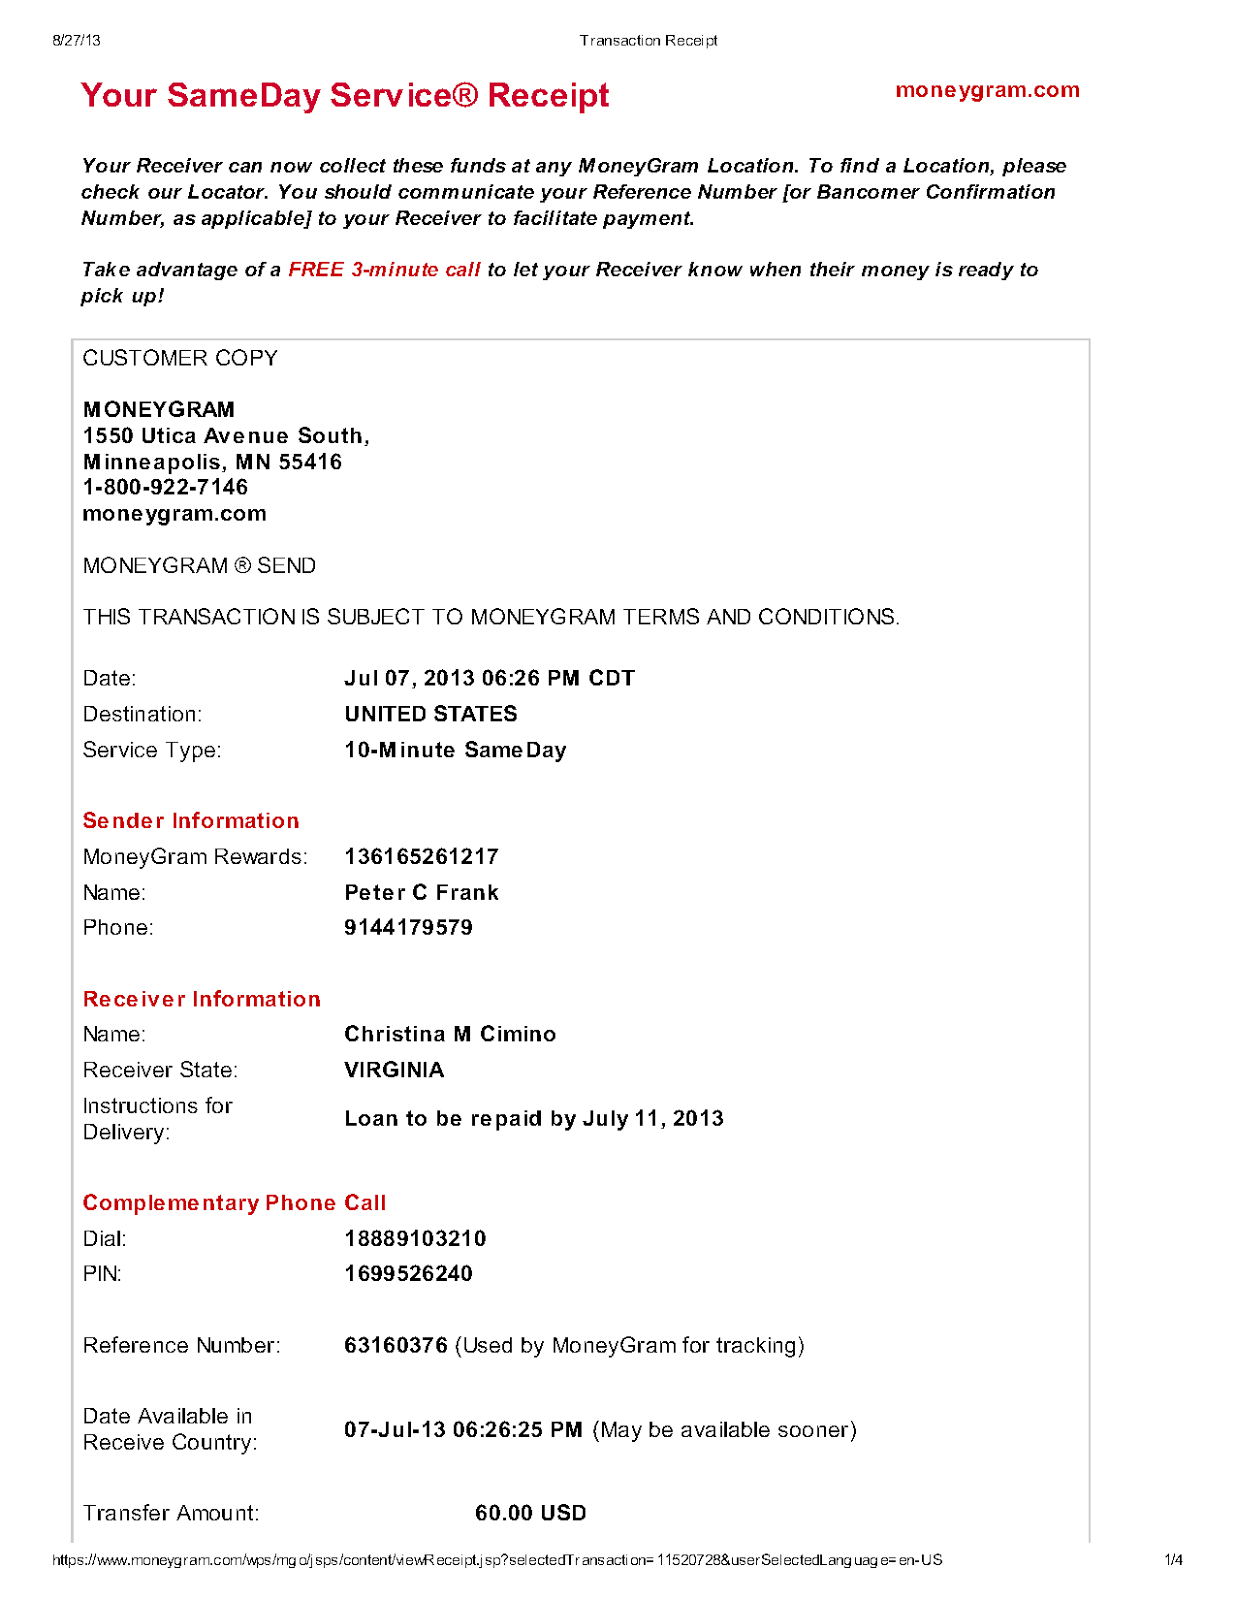 8/27/13 Transaction Receipt
Your SameDay Service® Receipt moneygram.com
Your Receiver can now collect these funds at any MoneyGram Location. To find a Location, please
check our Locator. You should communicate your Reference Number [or Bancomer Confirmation
Number, as applicable] to your Receiver to facilitate payment.
Take advantage of a FREE 3-minute call to let your Receiver know when their money is ready to
pick up!
CUSTOMER COPY
MONEYGRAM
1550 Utica Avenue South,
Minneapolis, MN 55416
1-800-922-7146
moneygram.com
MONEYGRAM ® SEND
THIS TRANSACTION IS SUBJECT TO MONEYGRAM TERMS AND CONDITIONS.
Date: Jul 07, 2013 06:26 PM CDT
Destination: UNITED STATES
Service Type: 10-Minute SameDay
Sender Information
MoneyGram Rewards: 136165261217
Name: Peter C Frank
Phone: 9144179579
Receiver Information
Name: Christina M Cimino
Receiver State: VIRGINIA
Instructions for
Delivery: Loan to be repaid by July 11, 2013
Complementary Phone Call
Dial: 18889103210
PIN: 1699526240
Reference Number: 63160376 (Used by MoneyGram for tracking)
Date Available in
Receive Country: 07-Jul-13 06:26:25 PM (May be available sooner)
Transfer Amount: 60.00 USD
https://www.moneygram.com/wps/mgo/jsps/content/viewReceipt.jsp?selectedTransaction=11520728&userSelectedLanguage=en-US 1/4